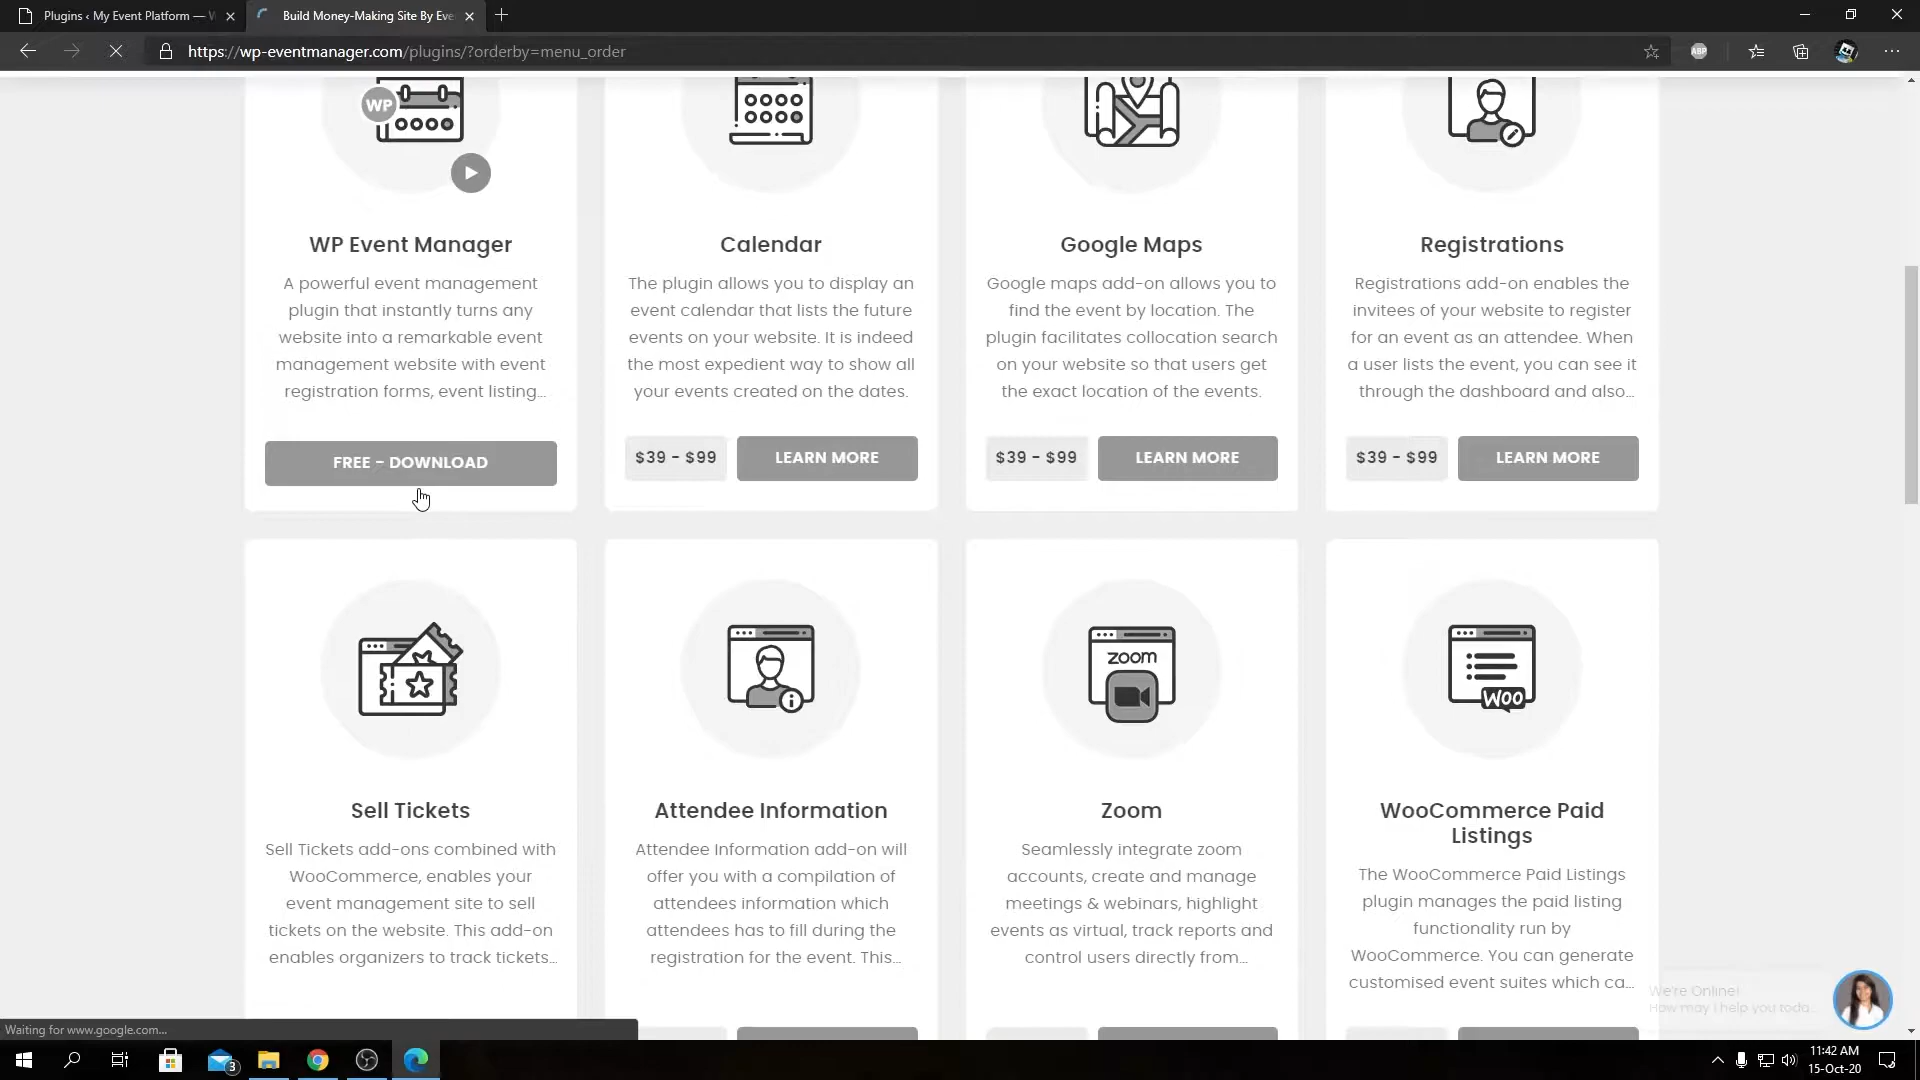 Plugins ‹ My Event Platform — W
Build Money-Making Site By Eve
https://wp-eventmanager.com/plugins/?orderby=menu_order
ABP
WP
WP Event Manager
A powerful event management
plugin that instantly turns any
website into a remarkable event
management website with event
registration forms, event listing...
FREE - DOWNLOAD
Calendar
The plugin allows you to display an
event calendar that lists the future
events on your website. It is indeed
the most expedient way to show all
your events created on the dates.
$39 - $99
LEARN MORE
Google Maps
Google maps add-on allows you to
find the event by location. The
plugin facilitates collocation search
on your website so that users get
the exact location of the events.
$39 - $99
LEARN MORE
Registrations
Registrations add-on enables the
invitees of your website to register
for an event as an attendee. When
a user lists the event, you can see it
through the dashboard and also...
$39 - $99
LEARN MORE
Sell Tickets
Sell Tickets add-ons combined with
WooCommerce, enables your
event management site to sell
tickets on the website. This add-on
enables organizers to track tickets...
Attendee Information
Attendee Information add-on will
offer you with a compilation of
attendees information which
attendees has to fill during the
registration for the event. This...
zoom
Zoom
Seamlessly integrate zoom
accounts, create and manage
meetings & webinars, highlight
events as virtual, track reports and
control users directly from...
WOO
WooCommerce Paid
Listings
The WooCommerce Paid Listings
plugin manages the paid listing
functionality run by
WooCommerce. You can generate
customised event suites which ca...
We're Online!
How may I help you toda
Waiting for www.google.com...
3
11:42 AM
15-Oct-20